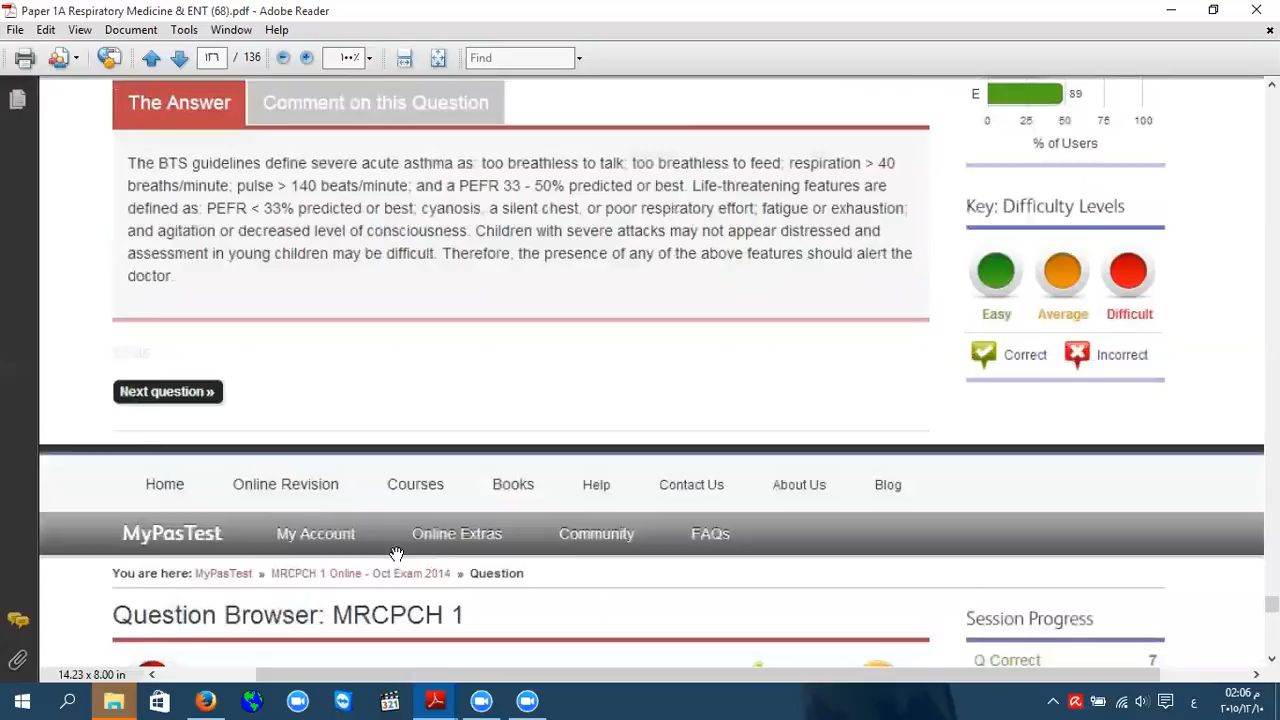 Paper 1A Respiratory Medicine & ENT (68).pdf - Adobe Reader
File Edit View Document Tools Window Help
١٢٦ / 136 ١٠٠% Find
The Answer Comment on this Question
The BTS guidelines define severe acute asthma as: too breathless to talk; too breathless to feed; respiration > 40
breaths/minute; pulse > 140 beats/minute; and a PEFR 33 - 50% predicted or best. Life-threatening features are
defined as: PEFR < 33% predicted or best; cyanosis, a silent chest, or poor respiratory effort; fatigue or exhaustion;
and agitation or decreased level of consciousness. Children with severe attacks may not appear distressed and
assessment in young children may be difficult. Therefore, the presence of any of the above features should alert the
doctor.
E
0 25 50 75 100
% of Users
Key: Difficulty Levels
Easy Average Difficult
Correct Incorrect
Next question »
Home Online Revision Courses Books Help Contact Us About Us Blog
MyPasTest My Account Online Extras Community FAQs
You are here: MyPasTest » MRCPCH 1 Online - Oct Exam 2014 » Question
Question Browser: MRCPCH 1
Session Progress
Q Correct 7
14.23 x 8.00 in
321
ع
02:06 م